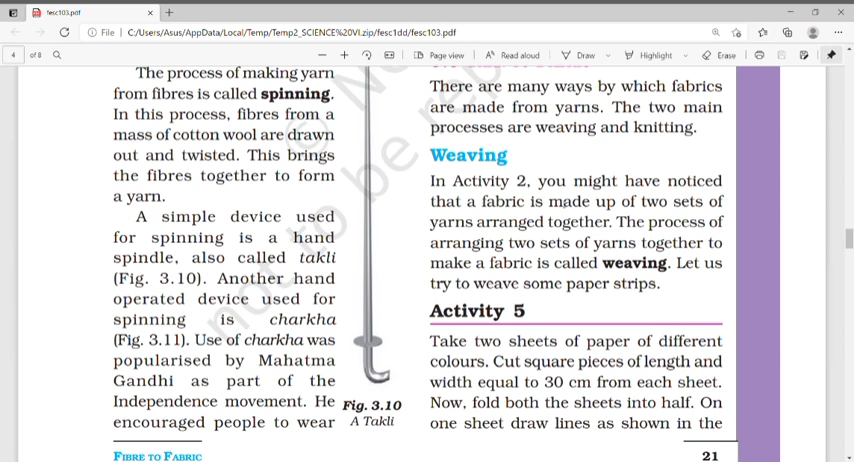 fesc103.pdf
File | C:/Users/Asus/AppData/Local/Temp/Temp2_SCIENCE%20VI.zip/fesc1dd/fesc103.pdf
4 of 8
Page view | Read aloud | Draw | Highlight | Erase
The process of making yarn
from fibres is called spinning.
In this process, fibres from a
mass of cotton wool are drawn
out and twisted. This brings
the fibres together to form
a yarn.
A simple device used
for spinning is a hand
spindle, also called takli
(Fig. 3.10). Another hand
operated device used for
spinning is charkha
(Fig. 3.11). Use of charkha was
popularised by Mahatma
Gandhi as part of the
Independence movement. He
encouraged people to wear
Fig. 3.10
A Takli
There are many ways by which fabrics
are made from yarns. The two main
processes are weaving and knitting.
Weaving
In Activity 2, you might have noticed
that a fabric is made up of two sets of
yarns arranged together. The process of
arranging two sets of yarns together to
make a fabric is called weaving. Let us
try to weave some paper strips.
Activity 5
Take two sheets of paper of different
colours. Cut square pieces of length and
width equal to 30 cm from each sheet.
Now, fold both the sheets into half. On
one sheet draw lines as shown in the
FIBRE TO FABRIC
21
not to be rep